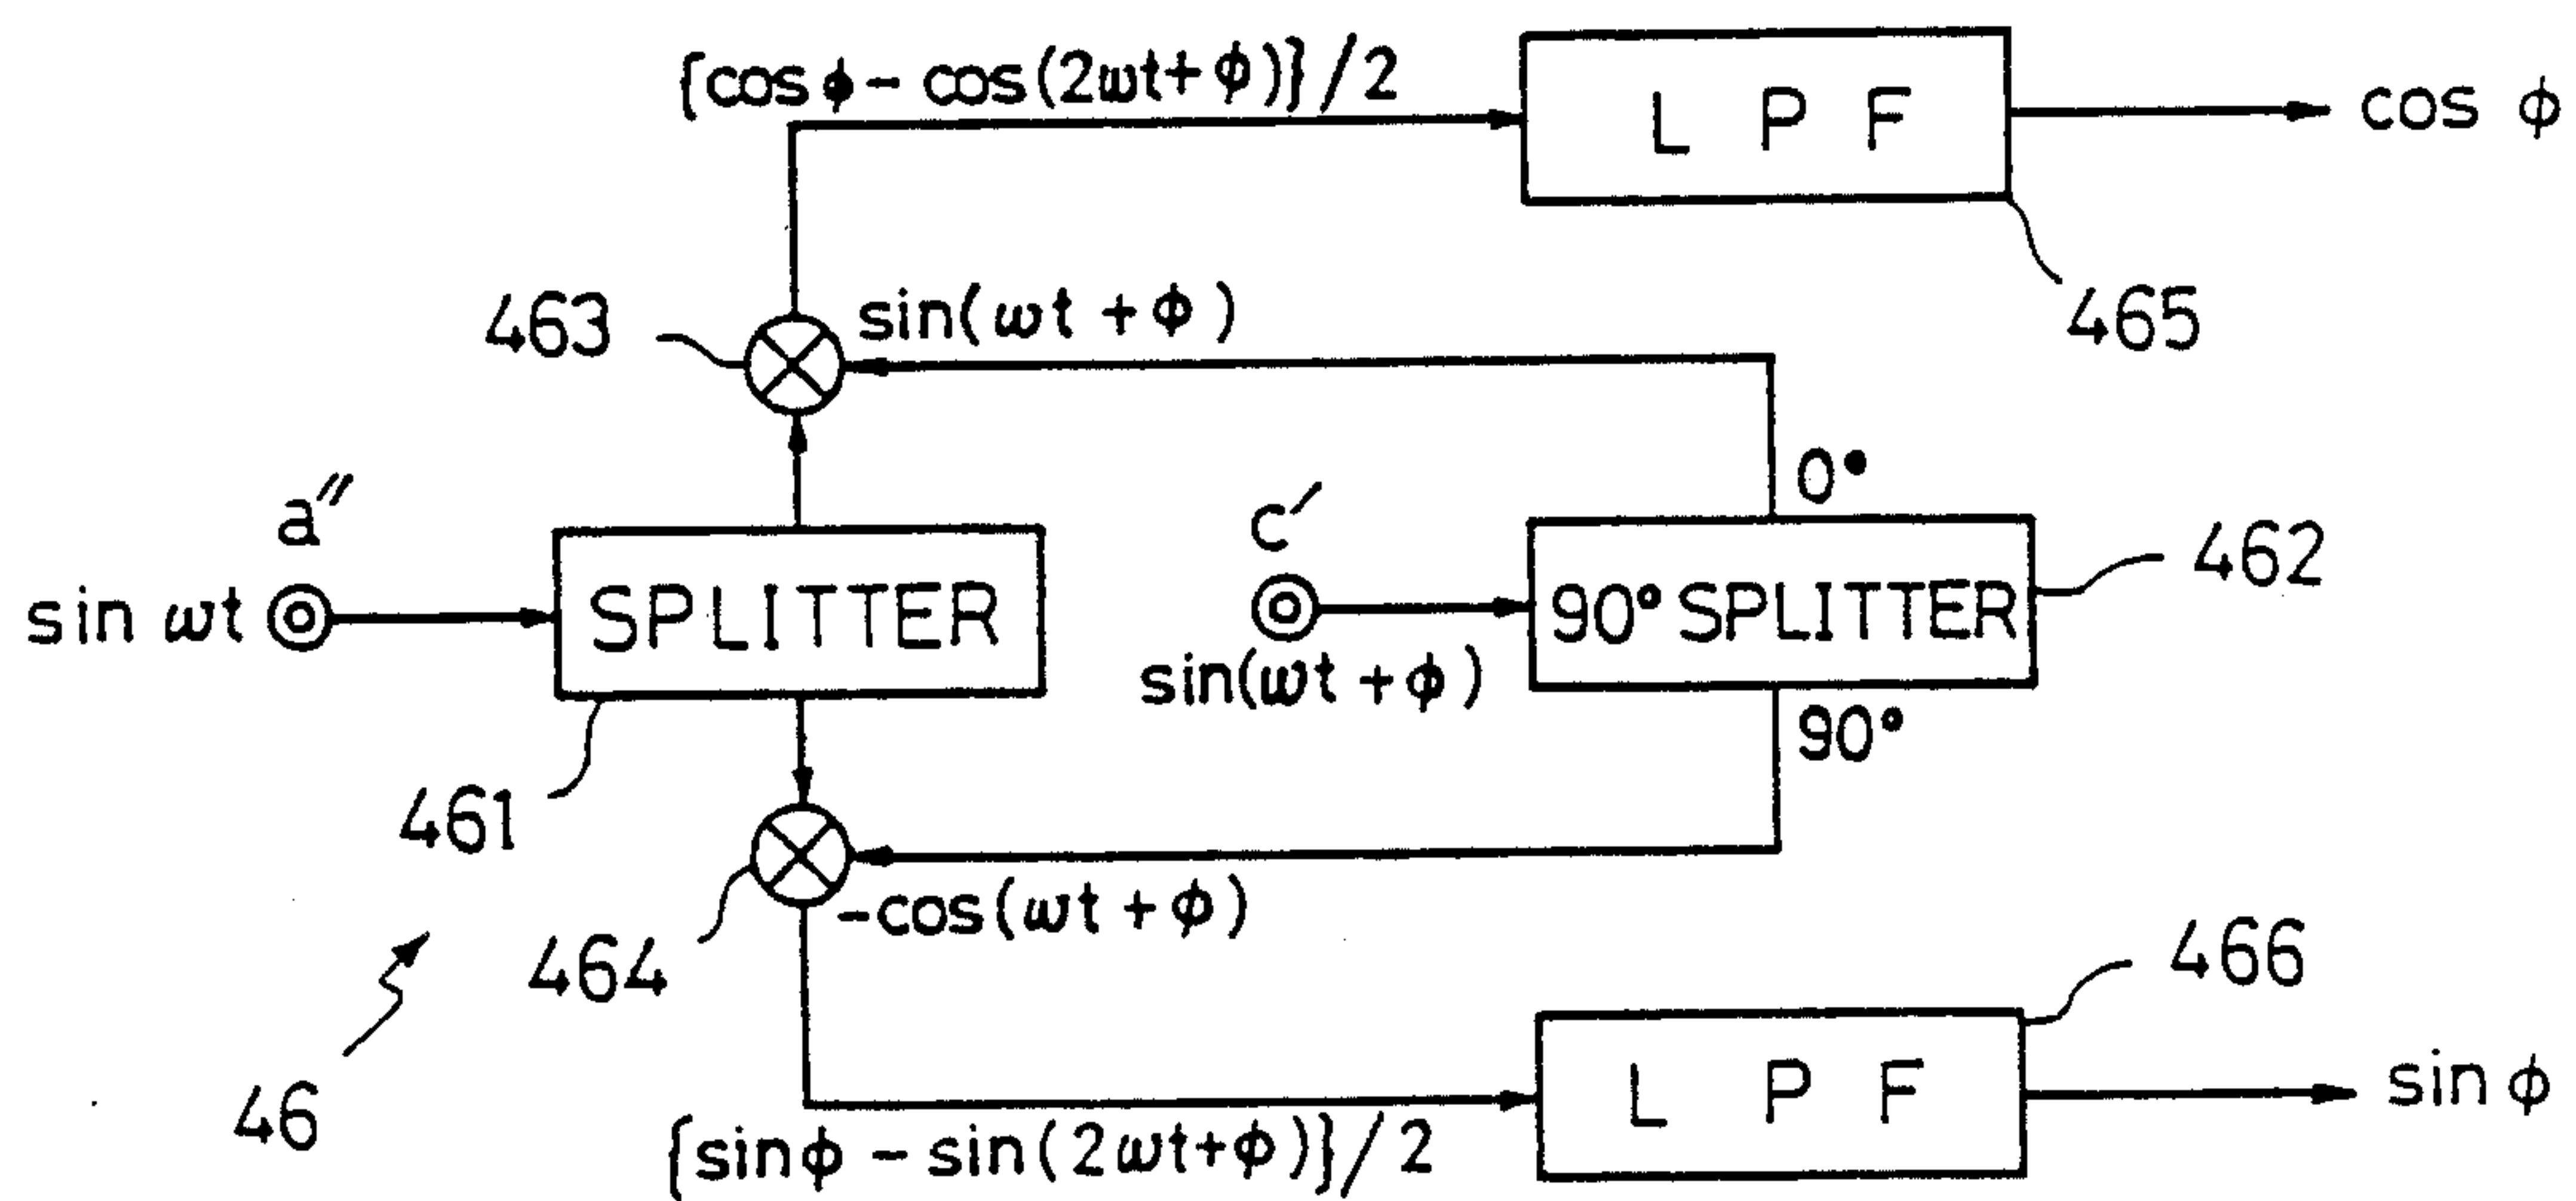 {cos ϕ - cos(2ωt+ ϕ)}/2
L P F
cos ϕ
465
463
sin( ωt + ϕ )
0°
a″
sin ωt
SPLITTER
461
c′
sin(ωt + ϕ)
90° SPLITTER
462
90°
464
-cos(ωt + ϕ)
46
{sinϕ - sin( 2ωt+ϕ)}/2
L P F
466
sin ϕ